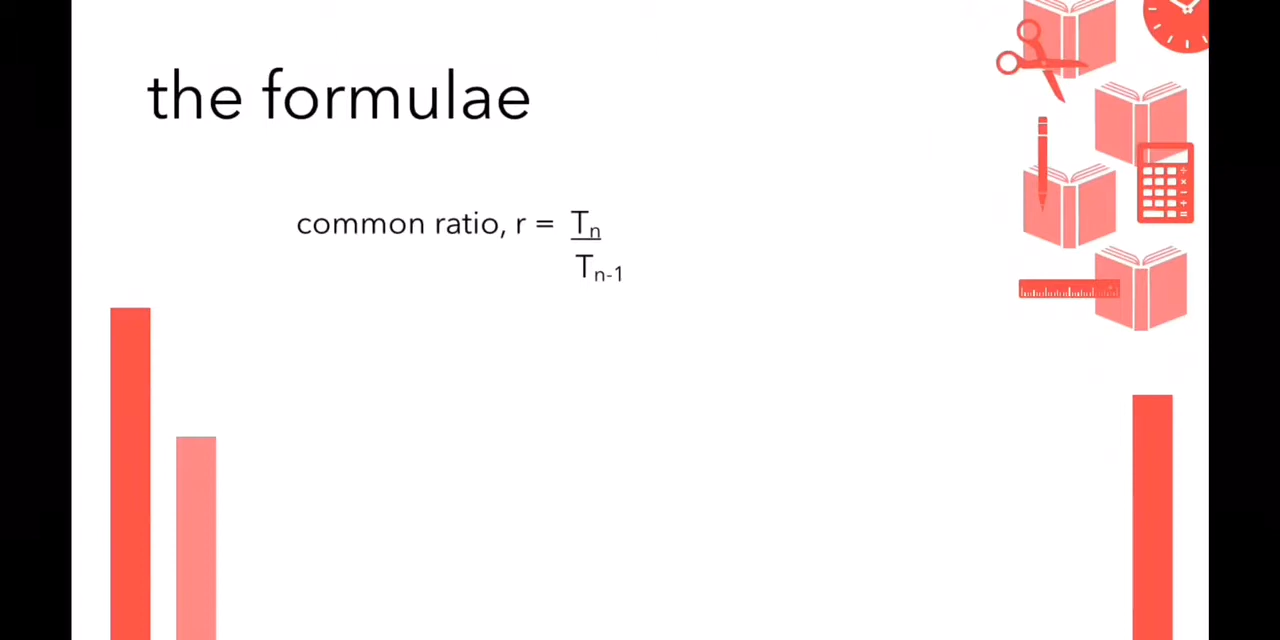 the formulae
common ratio, r = Tₙ
Tₙ₋₁